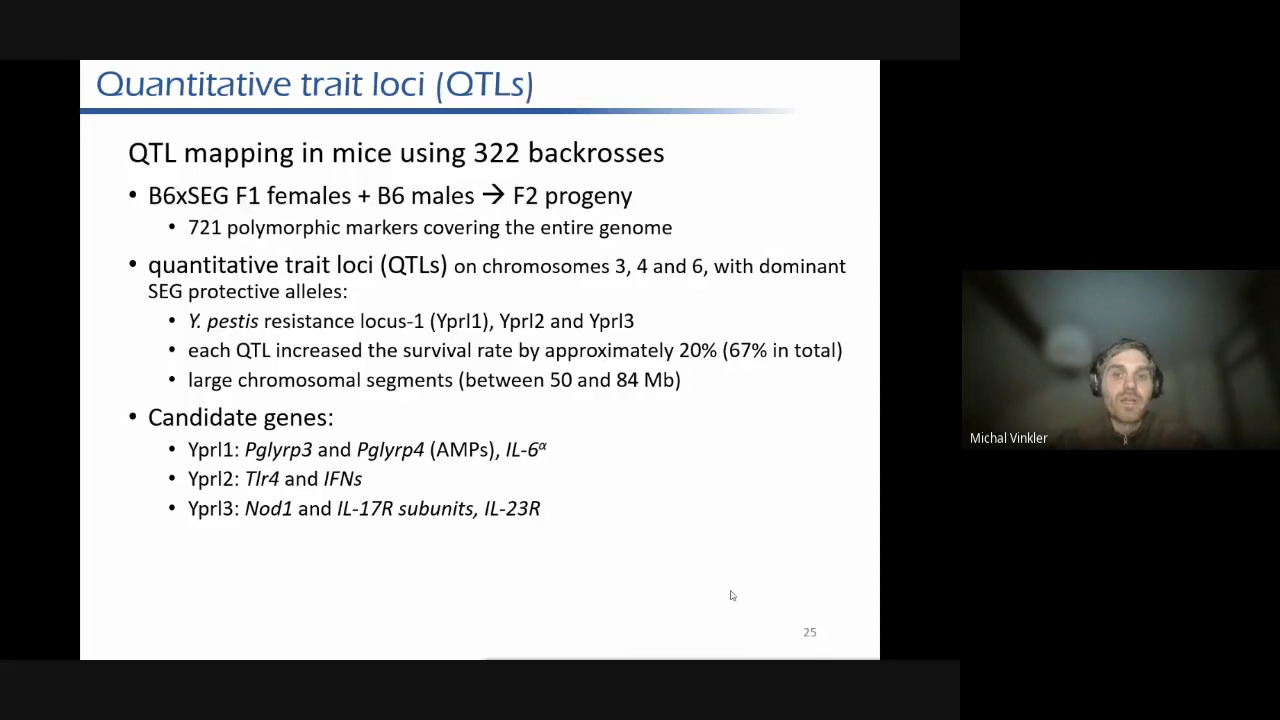 Quantitative trait loci (QTLs)
QTL mapping in mice using 322 backrosses
• B6xSEG F1 females + B6 males → F2 progeny
• 721 polymorphic markers covering the entire genome
• quantitative trait loci (QTLs) on chromosomes 3, 4 and 6, with dominant
SEG protective alleles:
• Y. pestis resistance locus-1 (Yprl1), Yprl2 and Yprl3
• each QTL increased the survival rate by approximately 20% (67% in total)
• large chromosomal segments (between 50 and 84 Mb)
• Candidate genes:
• Yprl1: Pglyrp3 and Pglyrp4 (AMPs), IL-6α
• Yprl2: Tlr4 and IFNs
• Yprl3: Nod1 and IL-17R subunits, IL-23R
25
Michal Vinkler